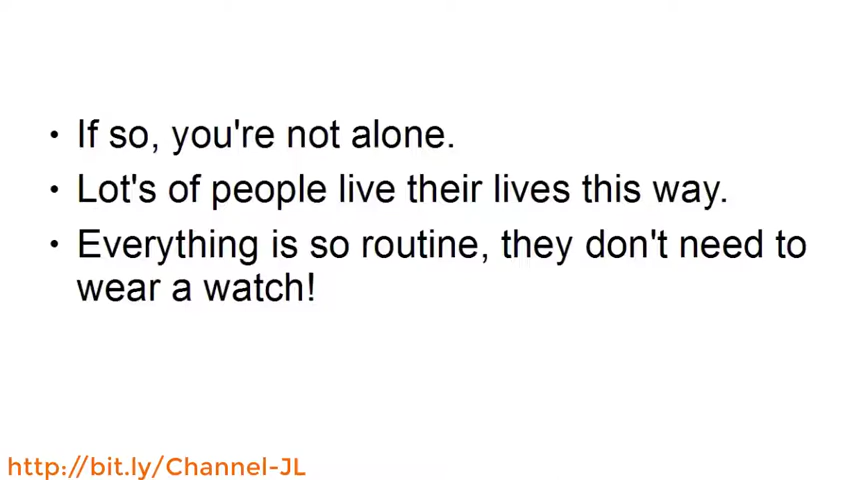 • If so, you're not alone.
• Lot's of people live their lives this way.
• Everything is so routine, they don't need to
wear a watch!
http://bit.ly/Channel-JL